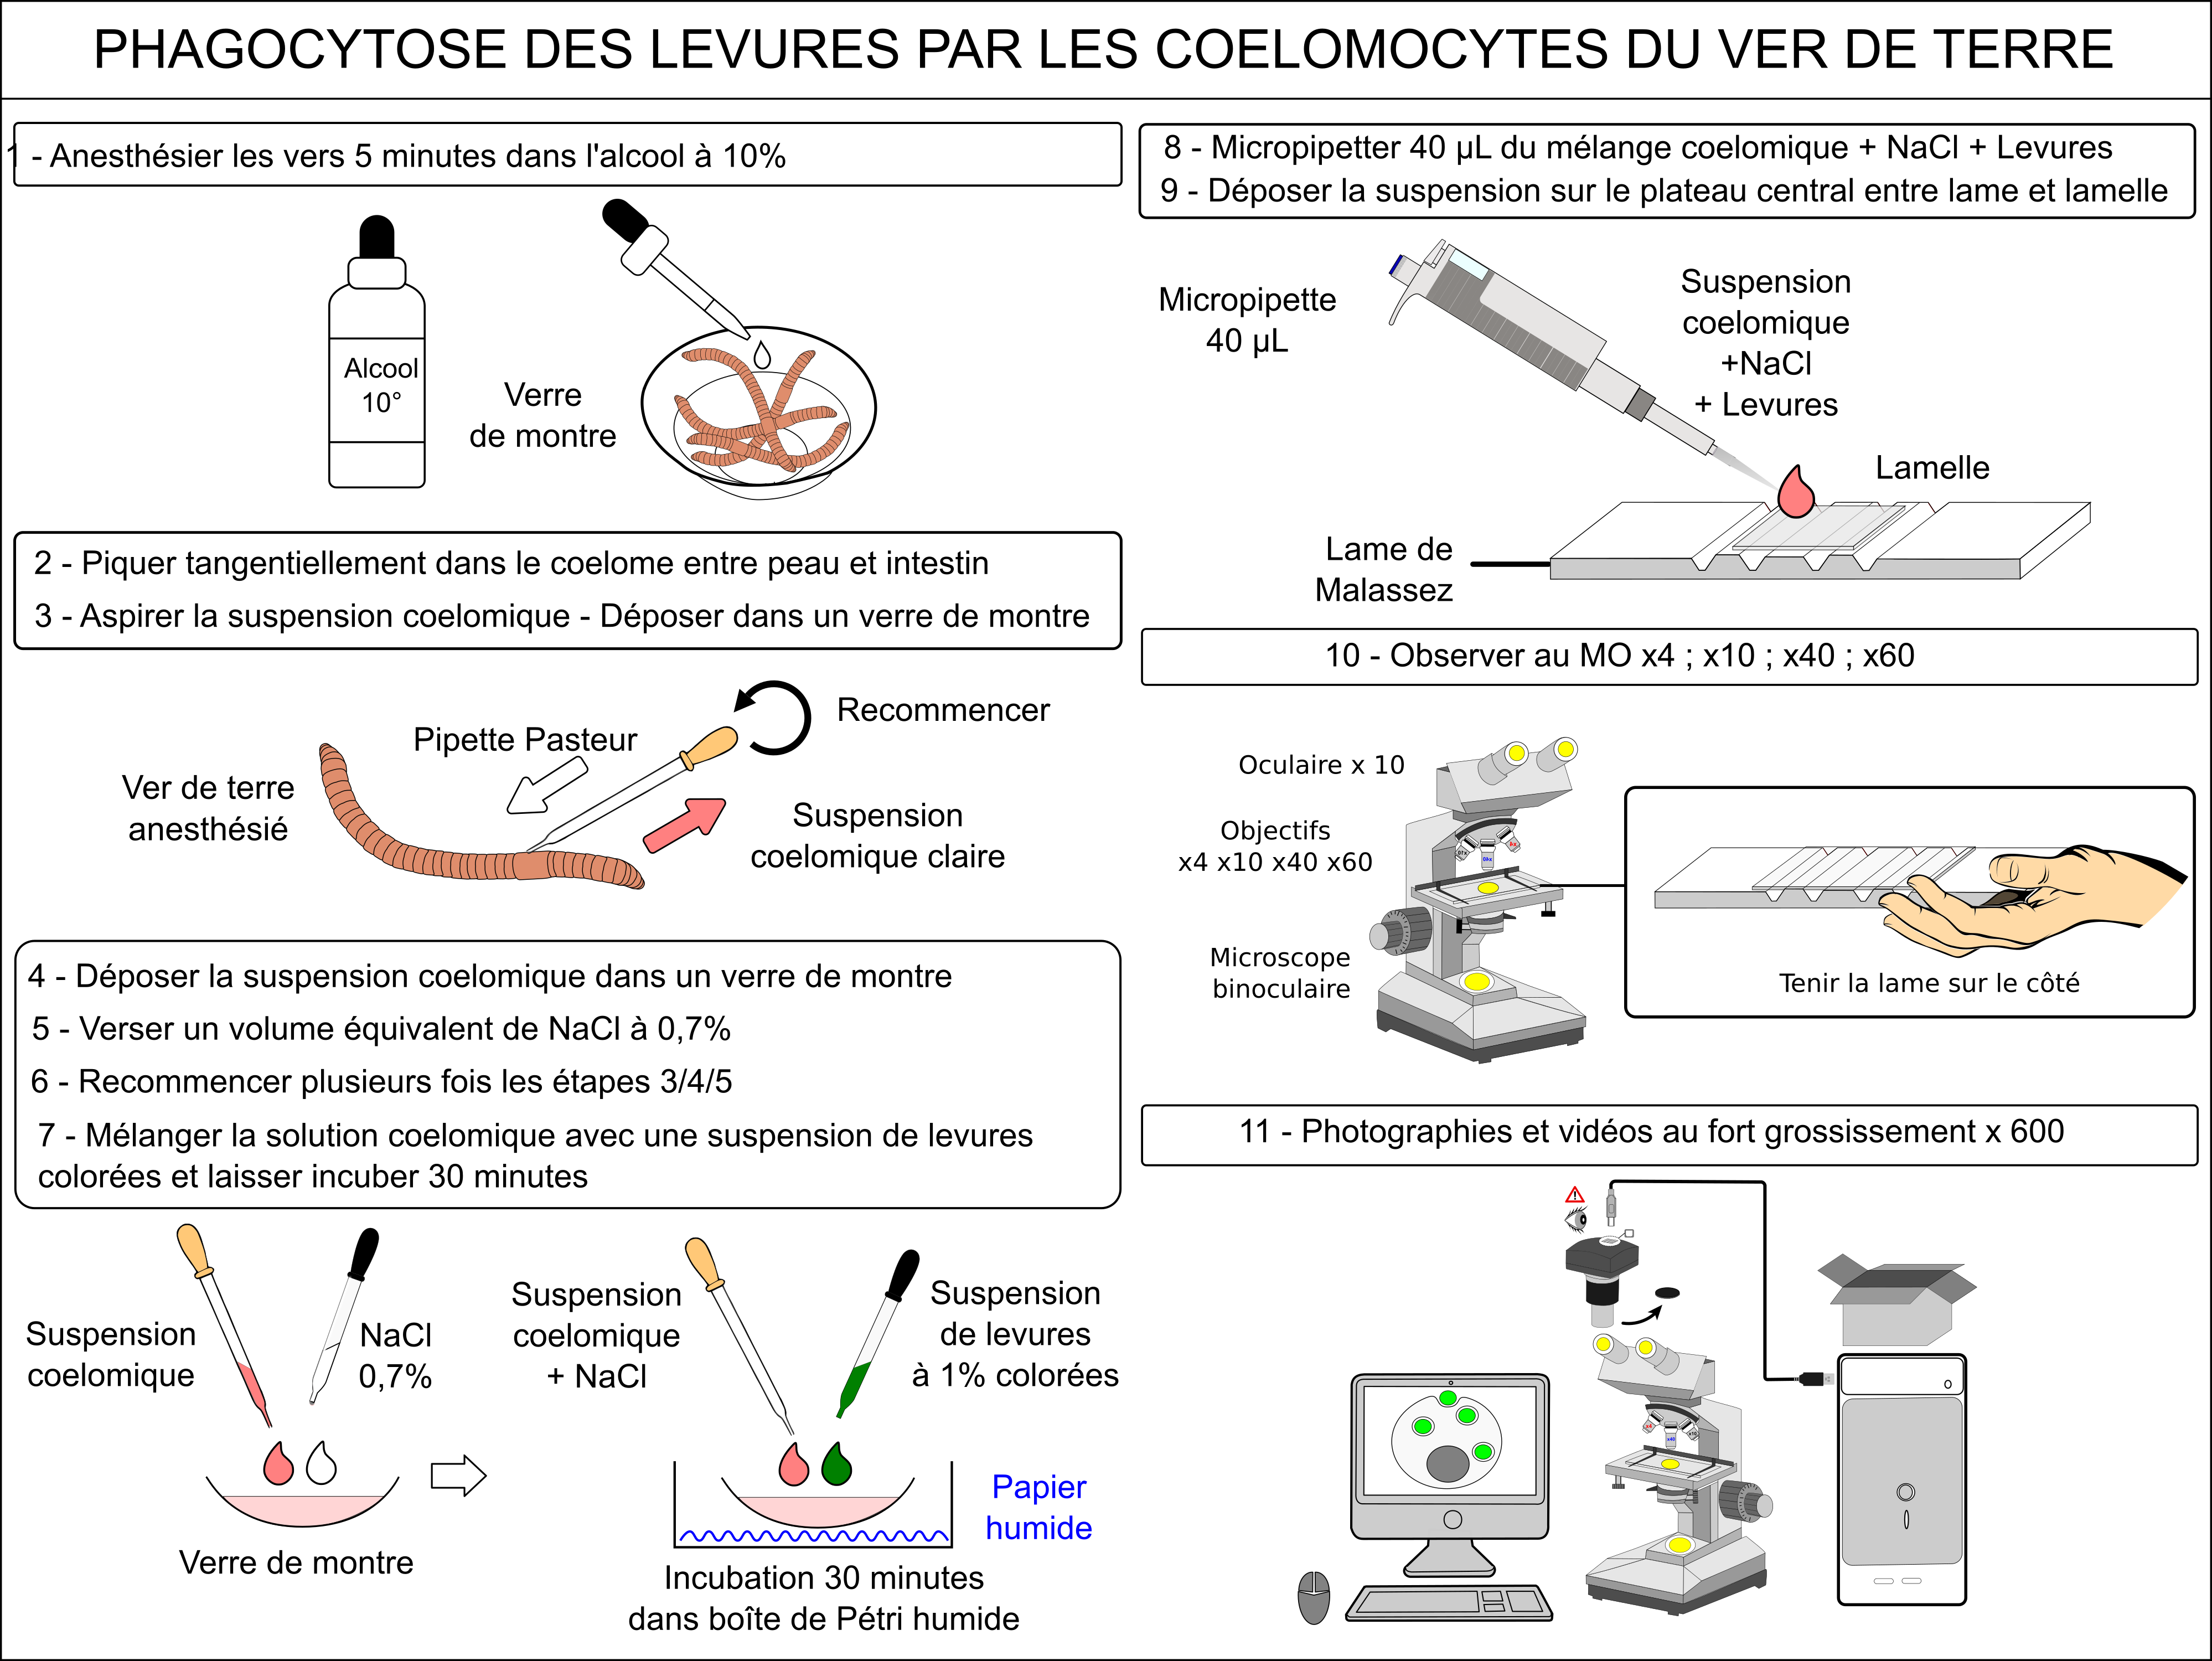 PHAGOCYTOSE DES LEVURES PAR LES COELOMOCYTES DU VER DE TERRE
1 - Anesthésier les vers 5 minutes dans l'alcool à 10%
Alcool
10°
Verre
de montre
2 - Piquer tangentiellement dans le coelome entre peau et intestin
3 - Aspirer la suspension coelomique - Déposer dans un verre de montre
Recommencer
Pipette Pasteur
Ver de terre
anesthésié
Suspension
coelomique claire
4 - Déposer la suspension coelomique dans un verre de montre
5 - Verser un volume équivalent de NaCl à 0,7%
6 - Recommencer plusieurs fois les étapes 3/4/5
7 - Mélanger la solution coelomique avec une suspension de levures
colorées et laisser incuber 30 minutes
Suspension
coelomique
NaCl
0,7%
Verre de montre
Suspension
coelomique
+ NaCl
Suspension
de levures
à 1% colorées
Papier
humide
Incubation 30 minutes
dans boîte de Pétri humide
8 - Micropipetter 40 µL du mélange coelomique + NaCl + Levures
9 - Déposer la suspension sur le plateau central entre lame et lamelle
Micropipette
40 µL
Suspension
coelomique
+NaCl
+ Levures
Lamelle
Lame de
Malassez
10 - Observer au MO x4 ; x10 ; x40 ; x60
Oculaire x 10
Objectifs
x4 x10 x40 x60
Microscope
binoculaire
Tenir la lame sur le côté
11 - Photographies et vidéos au fort grossissement x 600
x4
x40
x10